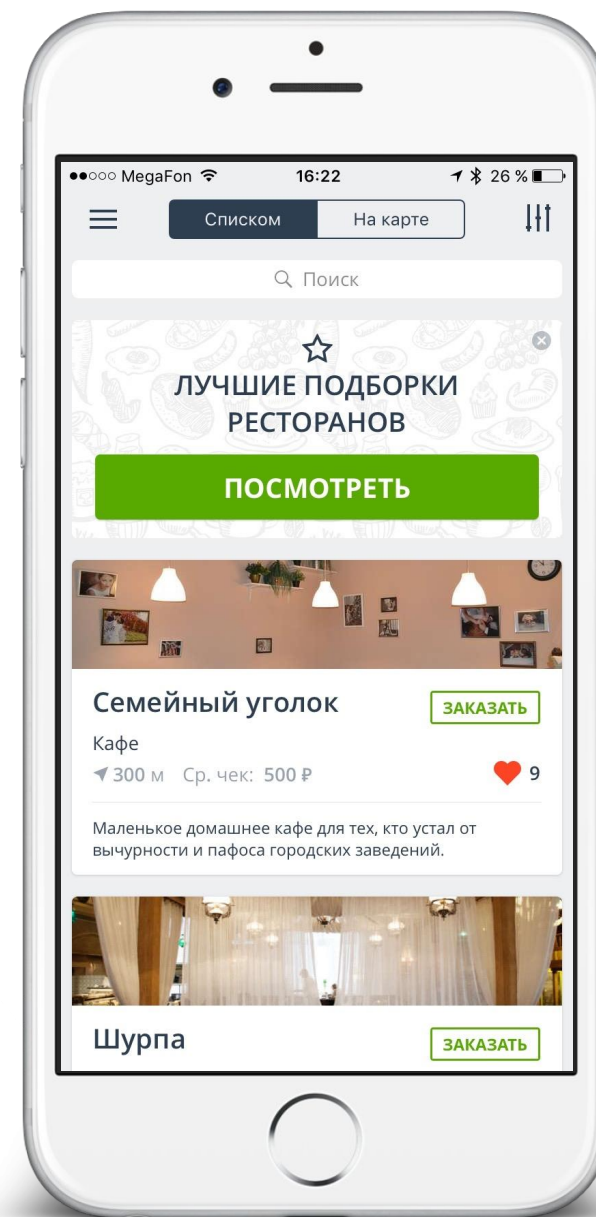 MegaFon 16:22 26 %
Списком На карте
Поиск
ЛУЧШИЕ ПОДБОРКИ
РЕСТОРАНОВ
ПОСМОТРЕТЬ
Семейный уголок ЗАКАЗАТЬ
Кафе
300 м Ср. чек: 500 ₽ 9
Маленькое домашнее кафе для тех, кто устал от
вычурности и пафоса городских заведений.
Шурпа ЗАКАЗАТЬ